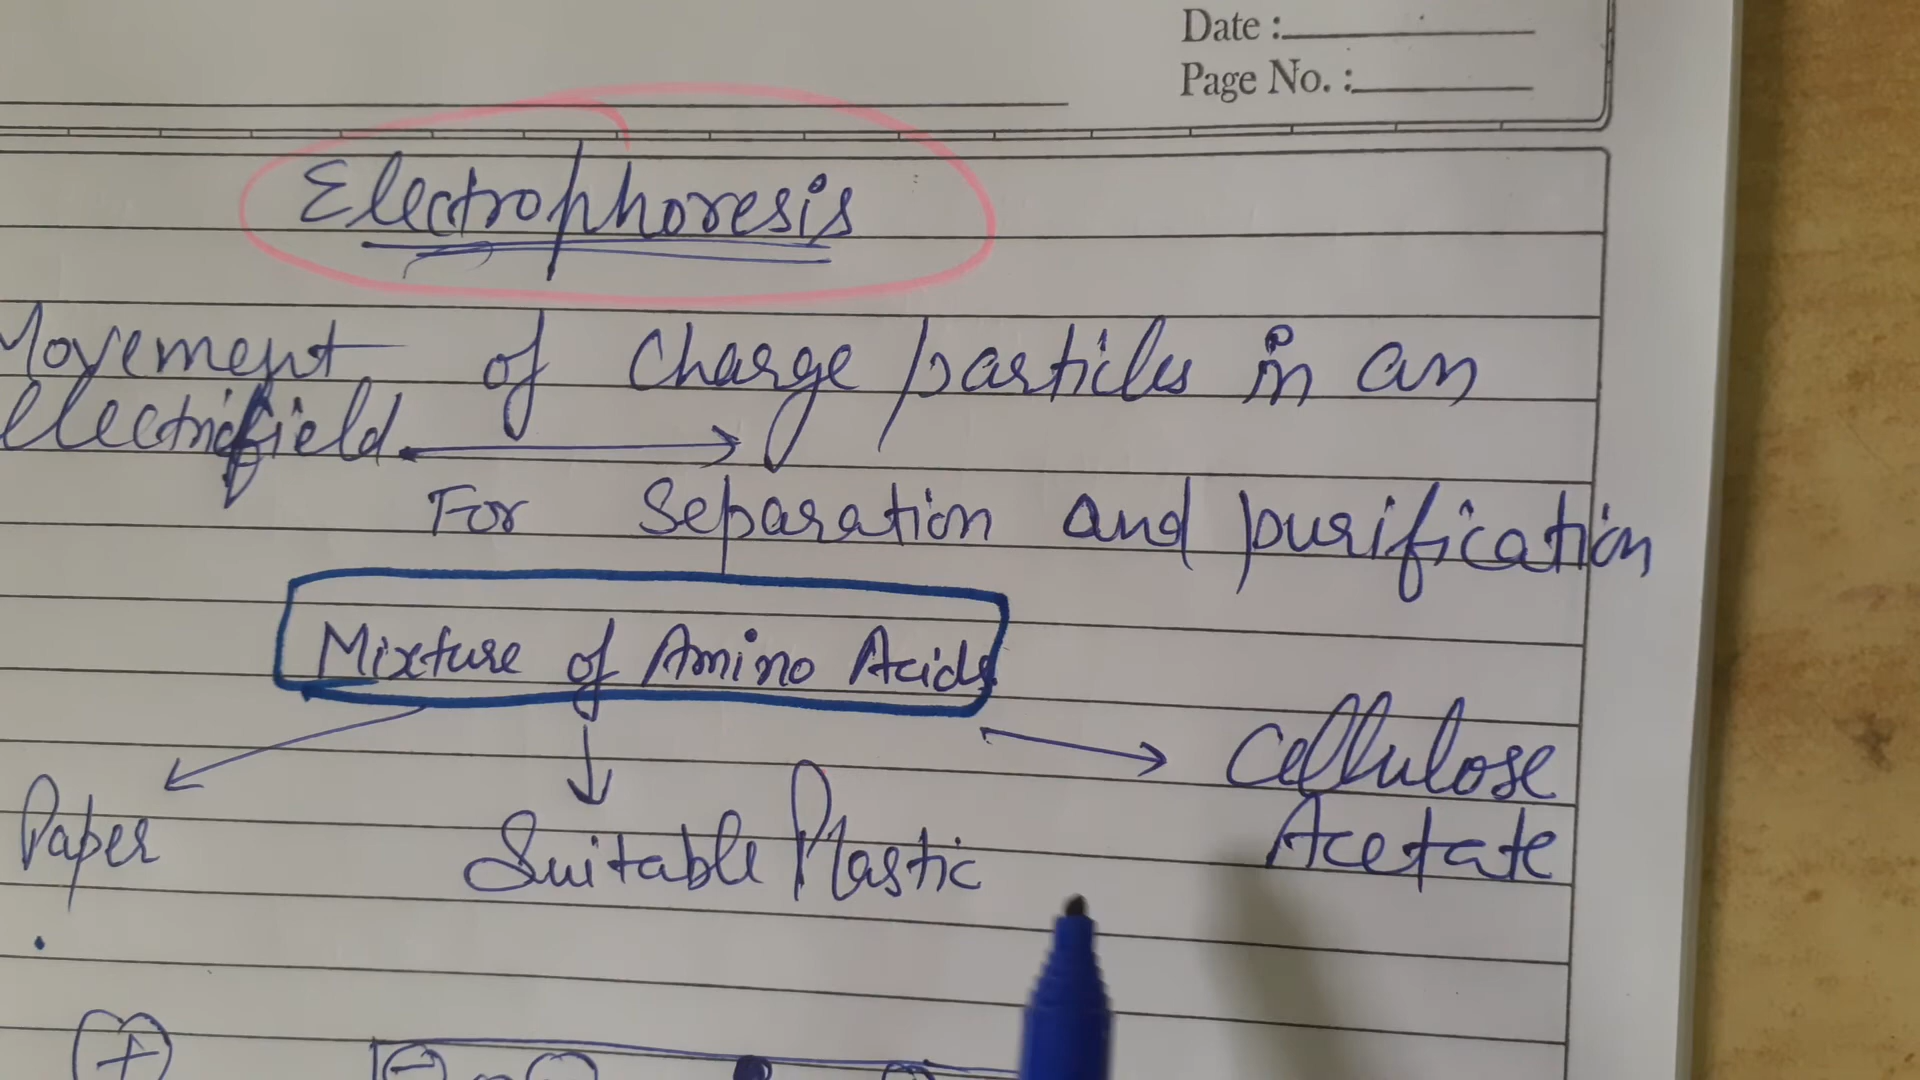 Date :
Page No. :
Electrophoresis
Movement of Charge particles in an
electricfield.
For Separation and purification
Mixture of Amino Acids
Cellulose
Acetate
Paper
Suitable Plastic
+
-